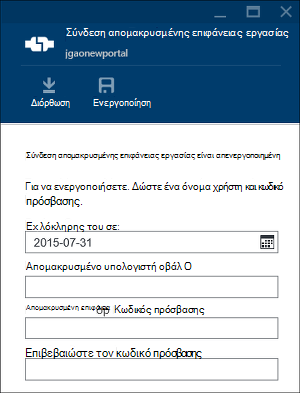 Σύνδεση απομακρυσμένης επιφάνειας εργασίας
jgaonewportal
Διόρθωση Ενεργοποίηση
Σύνδεση απομακρυσμένης επιφάνειας εργασίας είναι απενεργοποιημένη
Για να ενεργοποιήσετε. Δώστε ένα όνομα χρήστη και κωδικό
πρόσβασης.
Εχ λόκληρης του σε:
2015-07-31
Απομακρυσμένο υπολογιστή οβάλ Ο
Απομακρυσμένη επιφάνεια Κωδικός πρόσβασης
Επιβεβαιώστε τον κωδικό πρόσβασης